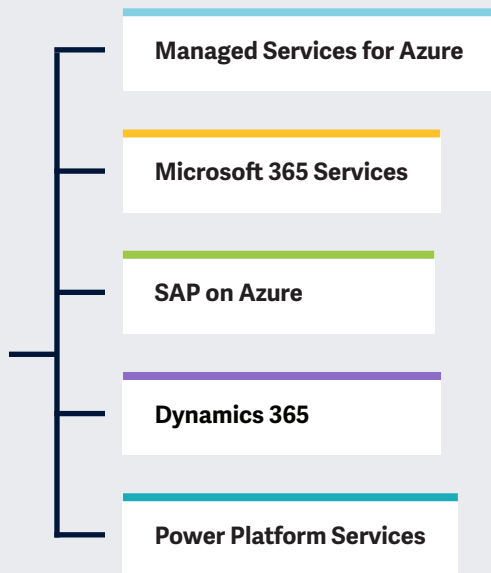 Managed Services for Azure
Microsoft 365 Services
SAP on Azure
Dynamics 365
Power Platform Services